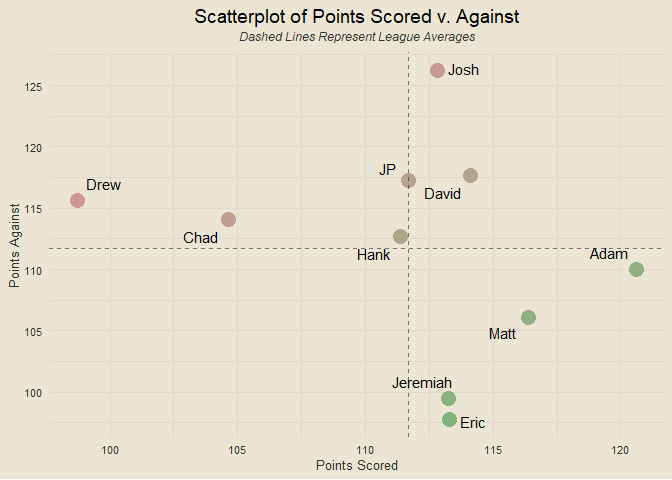 Scatterplot of Points Scored v. Against
Dashed Lines Represent League Averages
Points Against
125
120
115
110
105
100
Josh
JP
David
Drew
Chad
Hank
Adam
Matt
Jeremiah
Eric
100
105
110
115
120
Points Scored